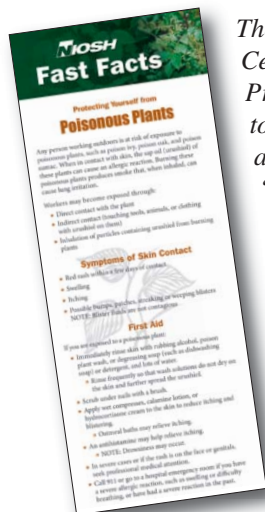 NIOSH
Fast Facts
Protecting Yourself from
Poisonous Plants
Any person working outdoors is at risk of exposure to
poisonous plants, such as poison ivy, poison oak, and poison
sumac. When in contact with skin, the sap oil (urushiol) of
these plants can cause an allergic reaction. Burning these
poisonous plants produces smoke that, when inhaled, can
cause lung irritation.
Workers may become exposed through:
• Direct contact with the plant
• Indirect contact (touching tools, animals, or clothing
with urushiol on them)
• Inhalation of particles containing urushiol from burning
plants
Symptoms of Skin Contact
• Red rash within a few days of contact
• Swelling
• Itching
• Possible bumps, patches, streaking or weeping blisters
NOTE: Blister fluids are not contagious
First Aid
If you are exposed to a poisonous plant:
• Immediately rinse skin with rubbing alcohol, poison
plant wash, or degreasing soap (such as dishwashing
soap) or detergent, and lots of water.
• Rinse frequently so that wash solutions do not dry on
the skin and further spread the urushiol.
• Scrub under nails with a brush.
• Apply wet compresses, calamine lotion, or
hydrocortisone cream to the skin to reduce itching and
blistering.
• Oatmeal baths may relieve itching.
• An antihistamine may help relieve itching.
• NOTE: Drowsiness may occur.
• In severe cases or if the rash is on the face or genitals,
seek professional medical attention.
• Call 911 or go to a hospital emergency room if you have
a severe allergic reaction, such as swelling or difficulty
breathing, or have had a severe reaction in the past.
Th
Ce
Pr
to
a